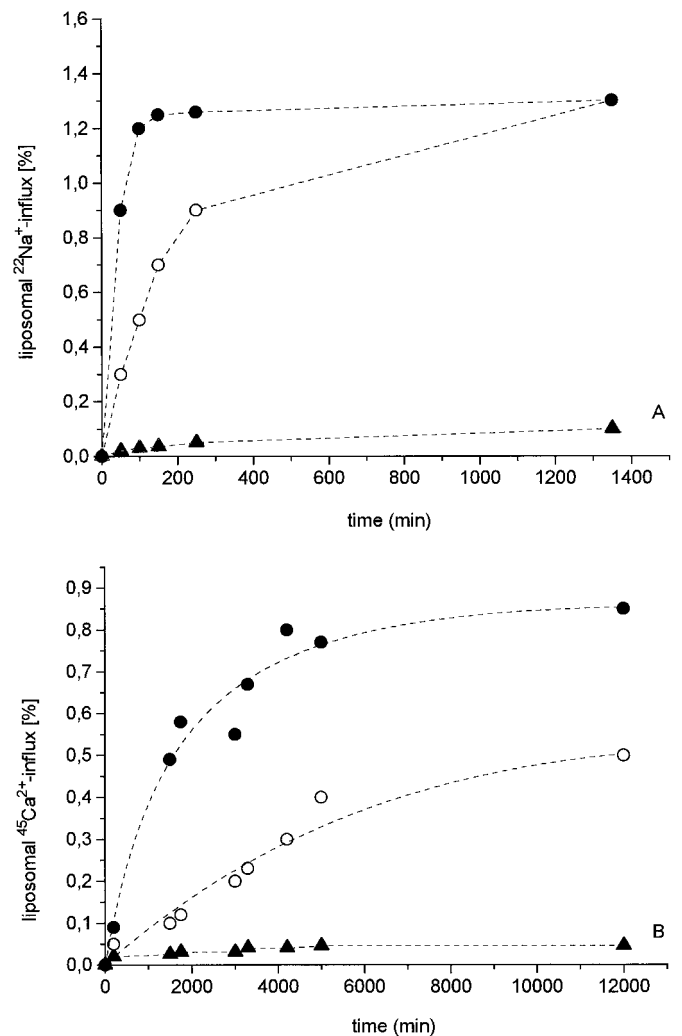 1,6
1,4
1,2
1,0
0,8
0,6
0,4
0,2
0,0
liposomal ²²Na⁺-influx [%]
A
0 200 400 600 800 1000 1200 1400
time (min)
0,9
0,8
0,7
0,6
0,5
0,4
0,3
0,2
0,1
0,0
liposomal ⁴⁵Ca²⁺-influx [%]
B
0 2000 4000 6000 8000 10000 12000
time (min)